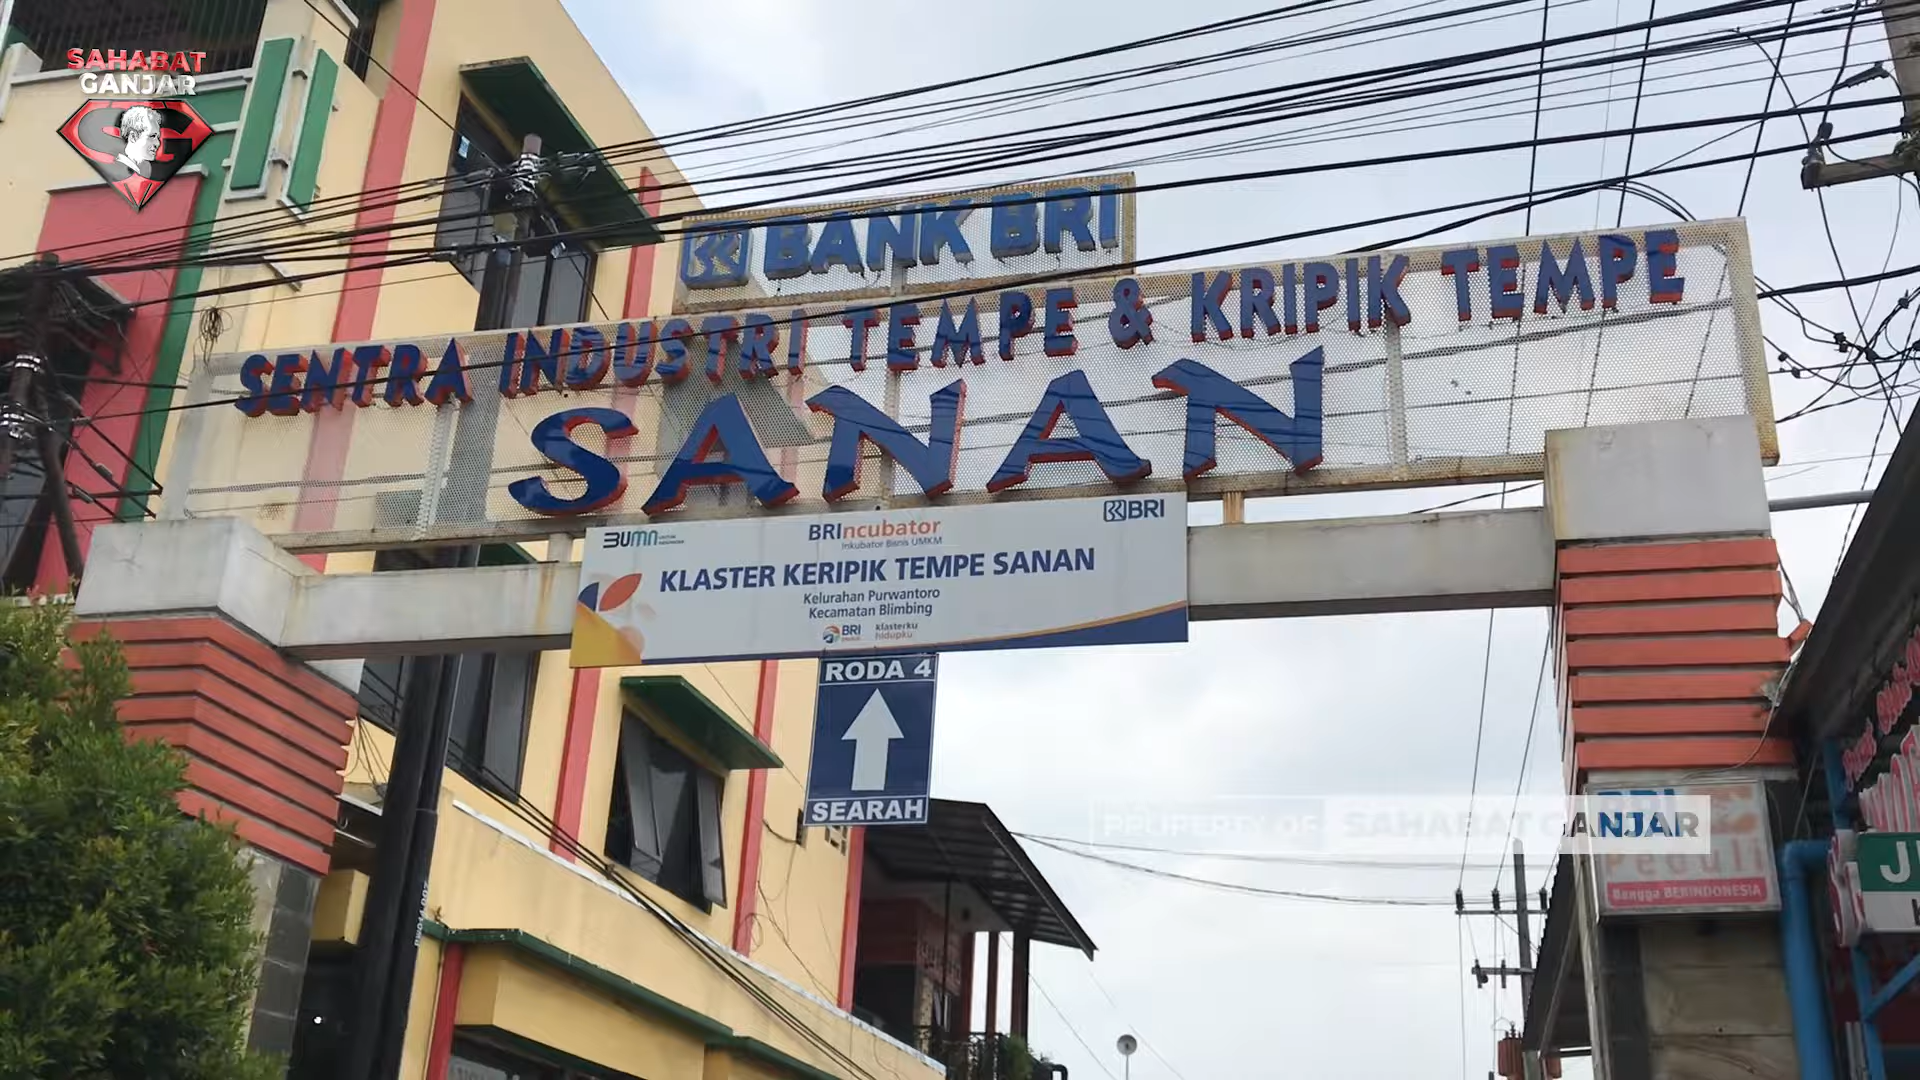 SAHABAT
GANJAR
SG
BANK BRI
SENTRA INDUSTRI TEMPE & KRIPIK TEMPE
SANAN
BUMN
BRIncubator
Inkubator Bisnis UMKM
BRI
KLASTER KERIPIK TEMPE SANAN
Kelurahan Purwantoro
Kecamatan Blimbing
BRI
Klasterku
hidupku
RODA 4
SEARAH
PROPERTY OF SAHABAT GANJAR
BRI
Peduli
Bangga BERINDONESIA